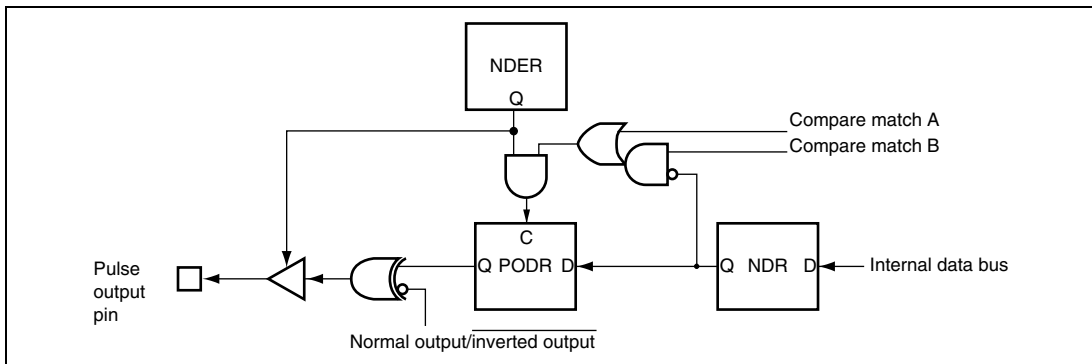 NDER
Q
Compare match A
Compare match B
C
Q PODR D
Q NDR D
Internal data bus
Pulse
output
pin
Normal output/inverted output